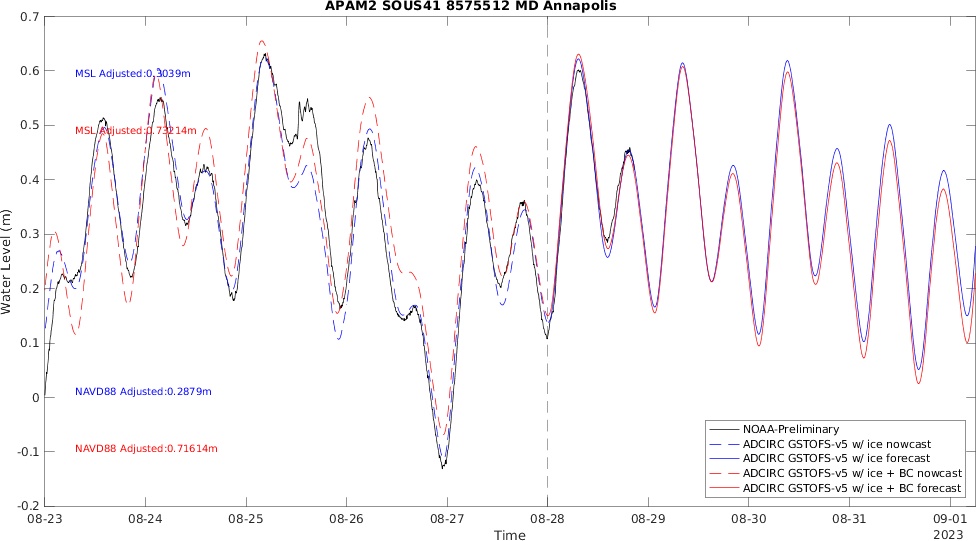 APAM2 SOUS41 8575512 MD Annapolis
0.7
0.6
0.5
0.4
0.3
0.2
0.1
0
-0.1
-0.2
Water Level (m)
MSL Adjusted:0.3039m
MSL Adjusted:0.73214m
NAVD88 Adjusted:0.2879m
NAVD88 Adjusted:0.71614m
NOAA-Preliminary
ADCIRC GSTOFS-v5 w/ ice nowcast
ADCIRC GSTOFS-v5 w/ ice forecast
ADCIRC GSTOFS-v5 w/ ice + BC nowcast
ADCIRC GSTOFS-v5 w/ ice + BC forecast
08-23 08-24 08-25 08-26 08-27 08-28 08-29 08-30 08-31 09-01
2023
Time